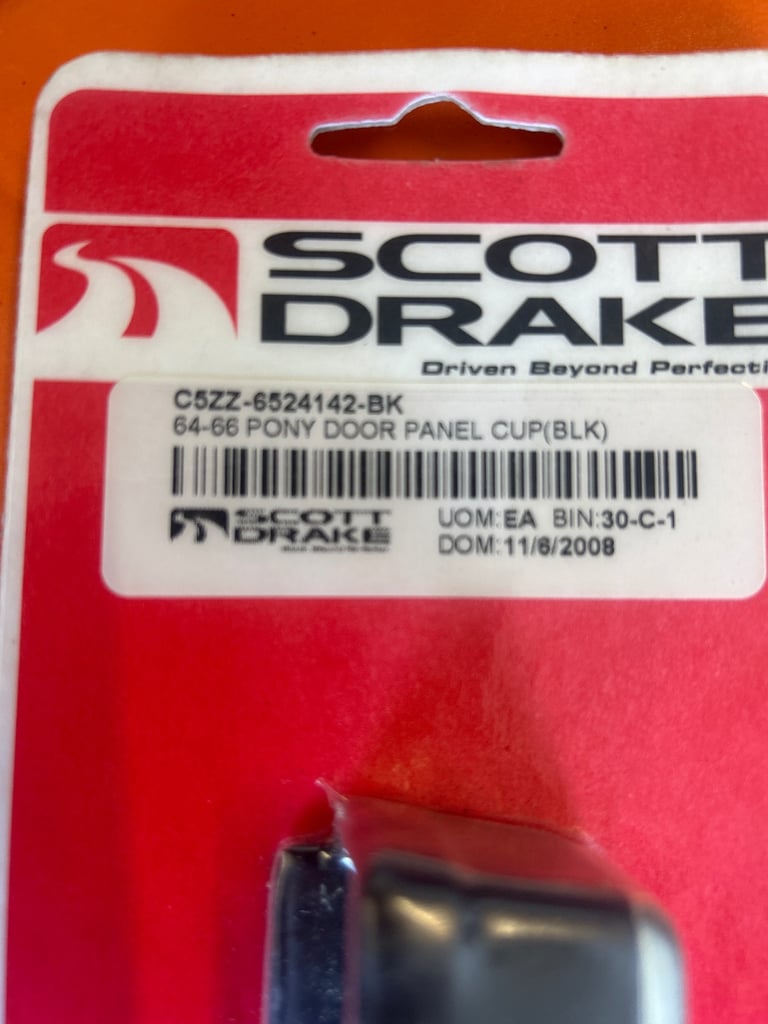 SCOTT
DRAKE
Driven Beyond
C5ZZ-6524142-BK
64-66 PONY DOOR PANEL CUP(BLK)
SCOTT
DRAKE
UOM:EA BIN:30-C-1
DOM:11/6/2008